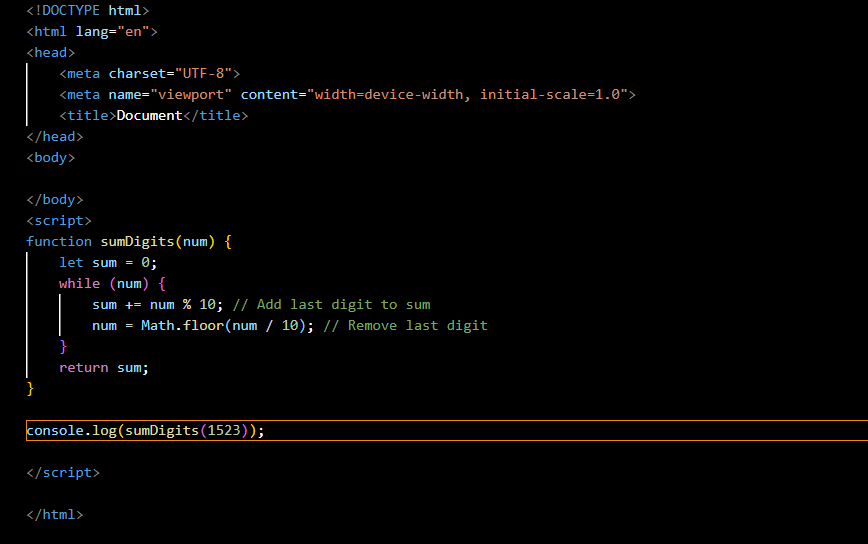 <!DOCTYPE html>
<html lang="en">
<head>
    <meta charset="UTF-8">
    <meta name="viewport" content="width=device-width, initial-scale=1.0">
    <title>Document</title>
</head>
<body>

</body>
<script>
function sumDigits(num) {
    let sum = 0;
    while (num) {
        sum += num % 10; // Add last digit to sum
        num = Math.floor(num / 10); // Remove last digit
    }
    return sum;
}

console.log(sumDigits(1523));

</script>

</html>